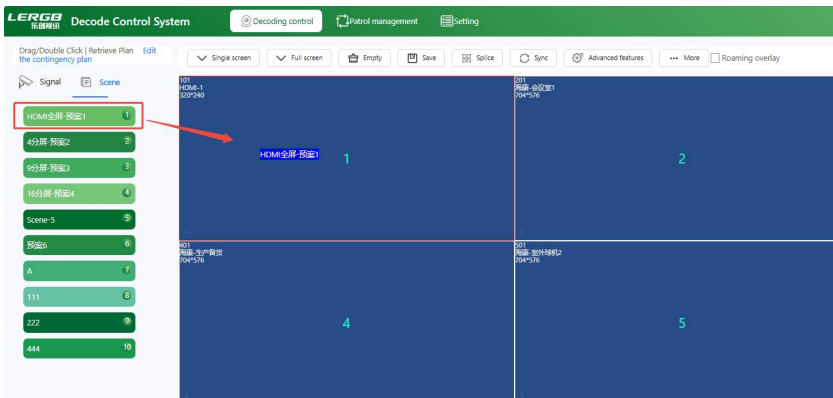 LERGB
乐创视讯
Decode Control System
Decoding control
Patrol management
Setting
Drag/Double Click | Retrieve Plan Edit
the contingency plan
Single screen
Full screen
Empty
Save
Splice
Sync
Advanced features
More
Roaming overlay
Signal
Scene
HDMI全屏-预案1 1
4分屏-预案2 2
9分屏-预案3 3
16分屏-预案4 4
Scene-5 5
预案6 6
A 7
111 8
222 9
444 10
101
HDMI-1
320*240
HDMI全屏-预案1
1
1
201
海康-会议室1
704*576
2
2
401
海康-生产备货
704*576
4
501
海康-室外球机2
704*576
5